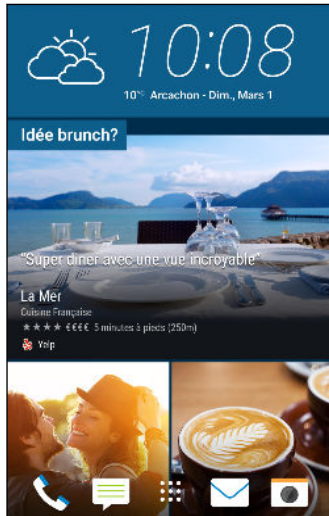 10:08
10°C Arcachon - Dim., Mars 1
Idée brunch?
"Super diner avec une vue incroyable"
La Mer
Cuisine Française
★★★★ €€€€ 5 minutes à pieds (250m)
Yelp